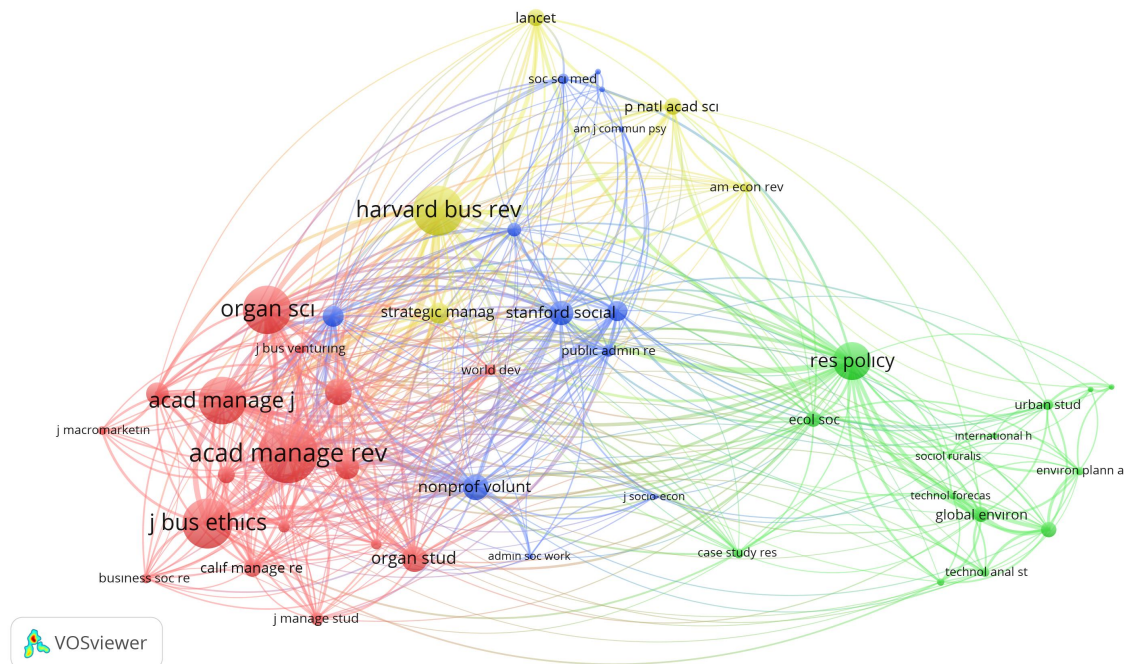 lancet
soc sci med
p natl acad sci
am j commun psy
am econ rev
harvard bus rev
organ sci
strategic manag
stanford social
j bus venturing
public admin re
res policy
world dev
acad manage j
urban stud
ecol soc
j macromarketin
international h
acad manage rev
sociol ruralis
environ plann a
nonprof volunt
j socio-econ
technol forecas
global environ
j bus ethics
case study res
admin soc work
organ stud
calif manage re
technol anal st
business soc re
j manage stud
VOSviewer